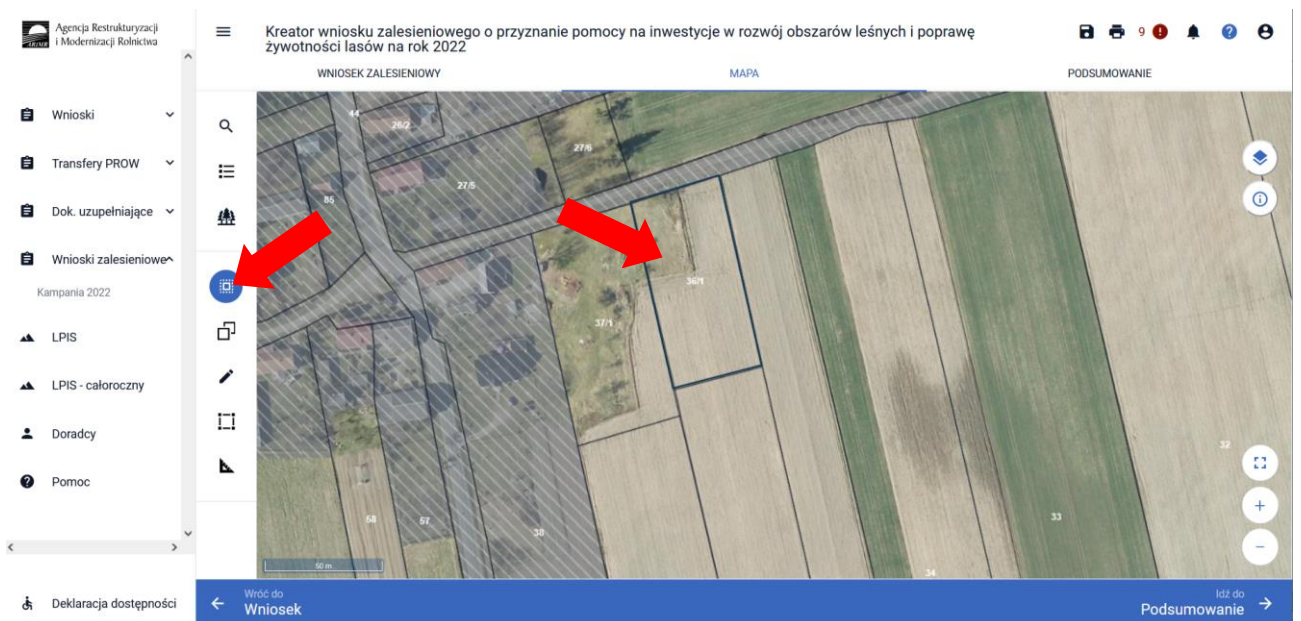 Agencja Restrukturyzacji
i Modernizacji Rolnictwa
ARiMR
Kreator wniosku zalesieniowego o przyznanie pomocy na inwestycje w rozwój obszarów leśnych i poprawę
żywotności lasów na rok 2022
9
WNIOSEK ZALESIENIOWY
MAPA
PODSUMOWANIE
Wnioski
Transfery PROW
Dok. uzupełniające
Wnioski zalesieniowe
Kampania 2022
LPIS
LPIS - całoroczny
Doradcy
Pomoc
Deklaracja dostępności
44
26/2
27/6
27/5
85
36/1
37/1
32
33
58
57
38
34
50 m
Wróć do
Wniosek
Idź do
Podsumowanie